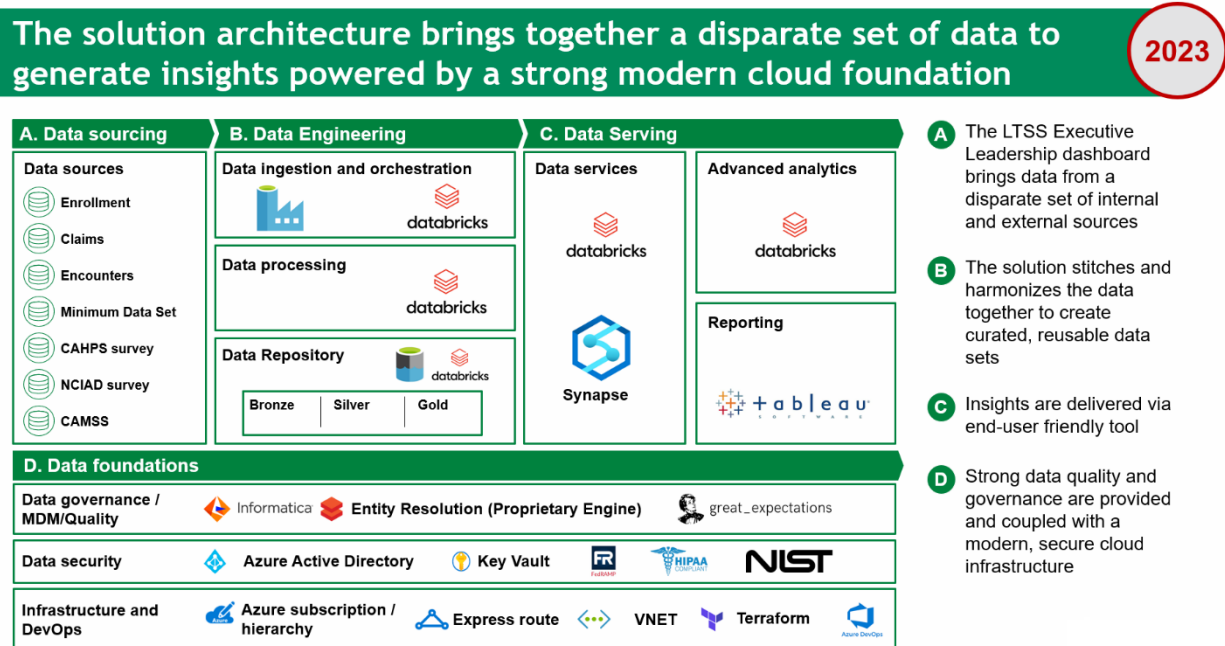 The solution architecture brings together a disparate set of data to
generate insights powered by a strong modern cloud foundation
2023
A. Data sourcing
B. Data Engineering
C. Data Serving
Data sources
Enrollment
Claims
Encounters
Minimum Data Set
CAHPS survey
NCIAD survey
CAMSS
Data ingestion and orchestration
databricks
Data processing
databricks
Data Repository
databricks
Bronze
Silver
Gold
Data services
databricks
Synapse
Advanced analytics
databricks
Reporting
+ableau
SOFTWARE
D. Data foundations
Data governance /
MDM/Quality
Informatica
Entity Resolution (Proprietary Engine)
great_expectations
Data security
Azure Active Directory
Key Vault
FR
FedRAMP
HIPAA
COMPLIANT
NIST
Infrastructure and
DevOps
Azure
Azure subscription /
hierarchy
Express route
VNET
Terraform
Azure DevOps
A
The LTSS Executive
Leadership dashboard
brings data from a
disparate set of internal
and external sources
B
The solution stitches and
harmonizes the data
together to create
curated, reusable data
sets
C
Insights are delivered via
end-user friendly tool
D
Strong data quality and
governance are provided
and coupled with a
modern, secure cloud
infrastructure